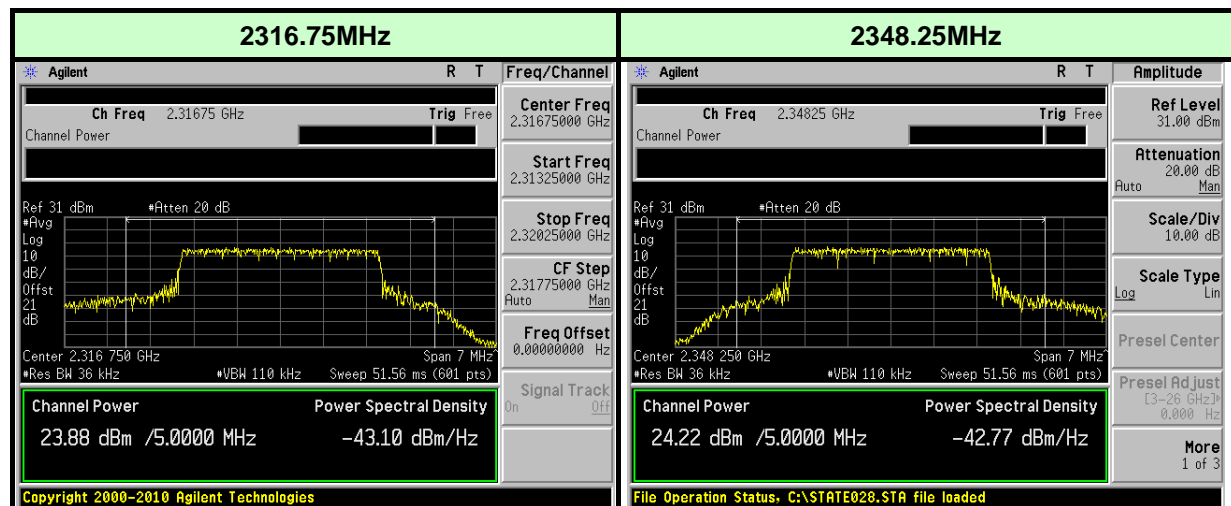 2316.75MHz
2348.25MHz
Agilent R T Freq/Channel
Ch Freq 2.31675 GHz Trig Free
Channel Power
Center Freq
2.31675000 GHz
Start Freq
2.31325000 GHz
Stop Freq
2.32025000 GHz
CF Step
2.31775000 GHz
Auto Man
Freq Offset
0.00000000 Hz
Signal Track
On Off
Ref 31 dBm #Atten 20 dB
#Avg
Log
10
dB/
Offst
21
dB
Center 2.316 750 GHz Span 7 MHz^
#Res BW 36 kHz #VBW 110 kHz Sweep 51.56 ms (601 pts)
Channel Power Power Spectral Density
23.88 dBm /5.0000 MHz -43.10 dBm/Hz
Copyright 2000-2010 Agilent Technologies
Agilent R T Amplitude
Ch Freq 2.34825 GHz Trig Free
Channel Power
Ref Level
31.00 dBm
Attenuation
20.00 dB
Auto Man
Scale/Div
10.00 dB
Scale Type
Log Lin
Presel Center
Presel Adjust
[3-26 GHz]▸
0.000 Hz
More
1 of 3
Ref 31 dBm #Atten 20 dB
#Avg
Log
10
dB/
Offst
21
dB
Center 2.348 250 GHz Span 7 MHz^
#Res BW 36 kHz #VBW 110 kHz Sweep 51.56 ms (601 pts)
Channel Power Power Spectral Density
24.22 dBm /5.0000 MHz -42.77 dBm/Hz
File Operation Status, C:\STATE028.STA file loaded